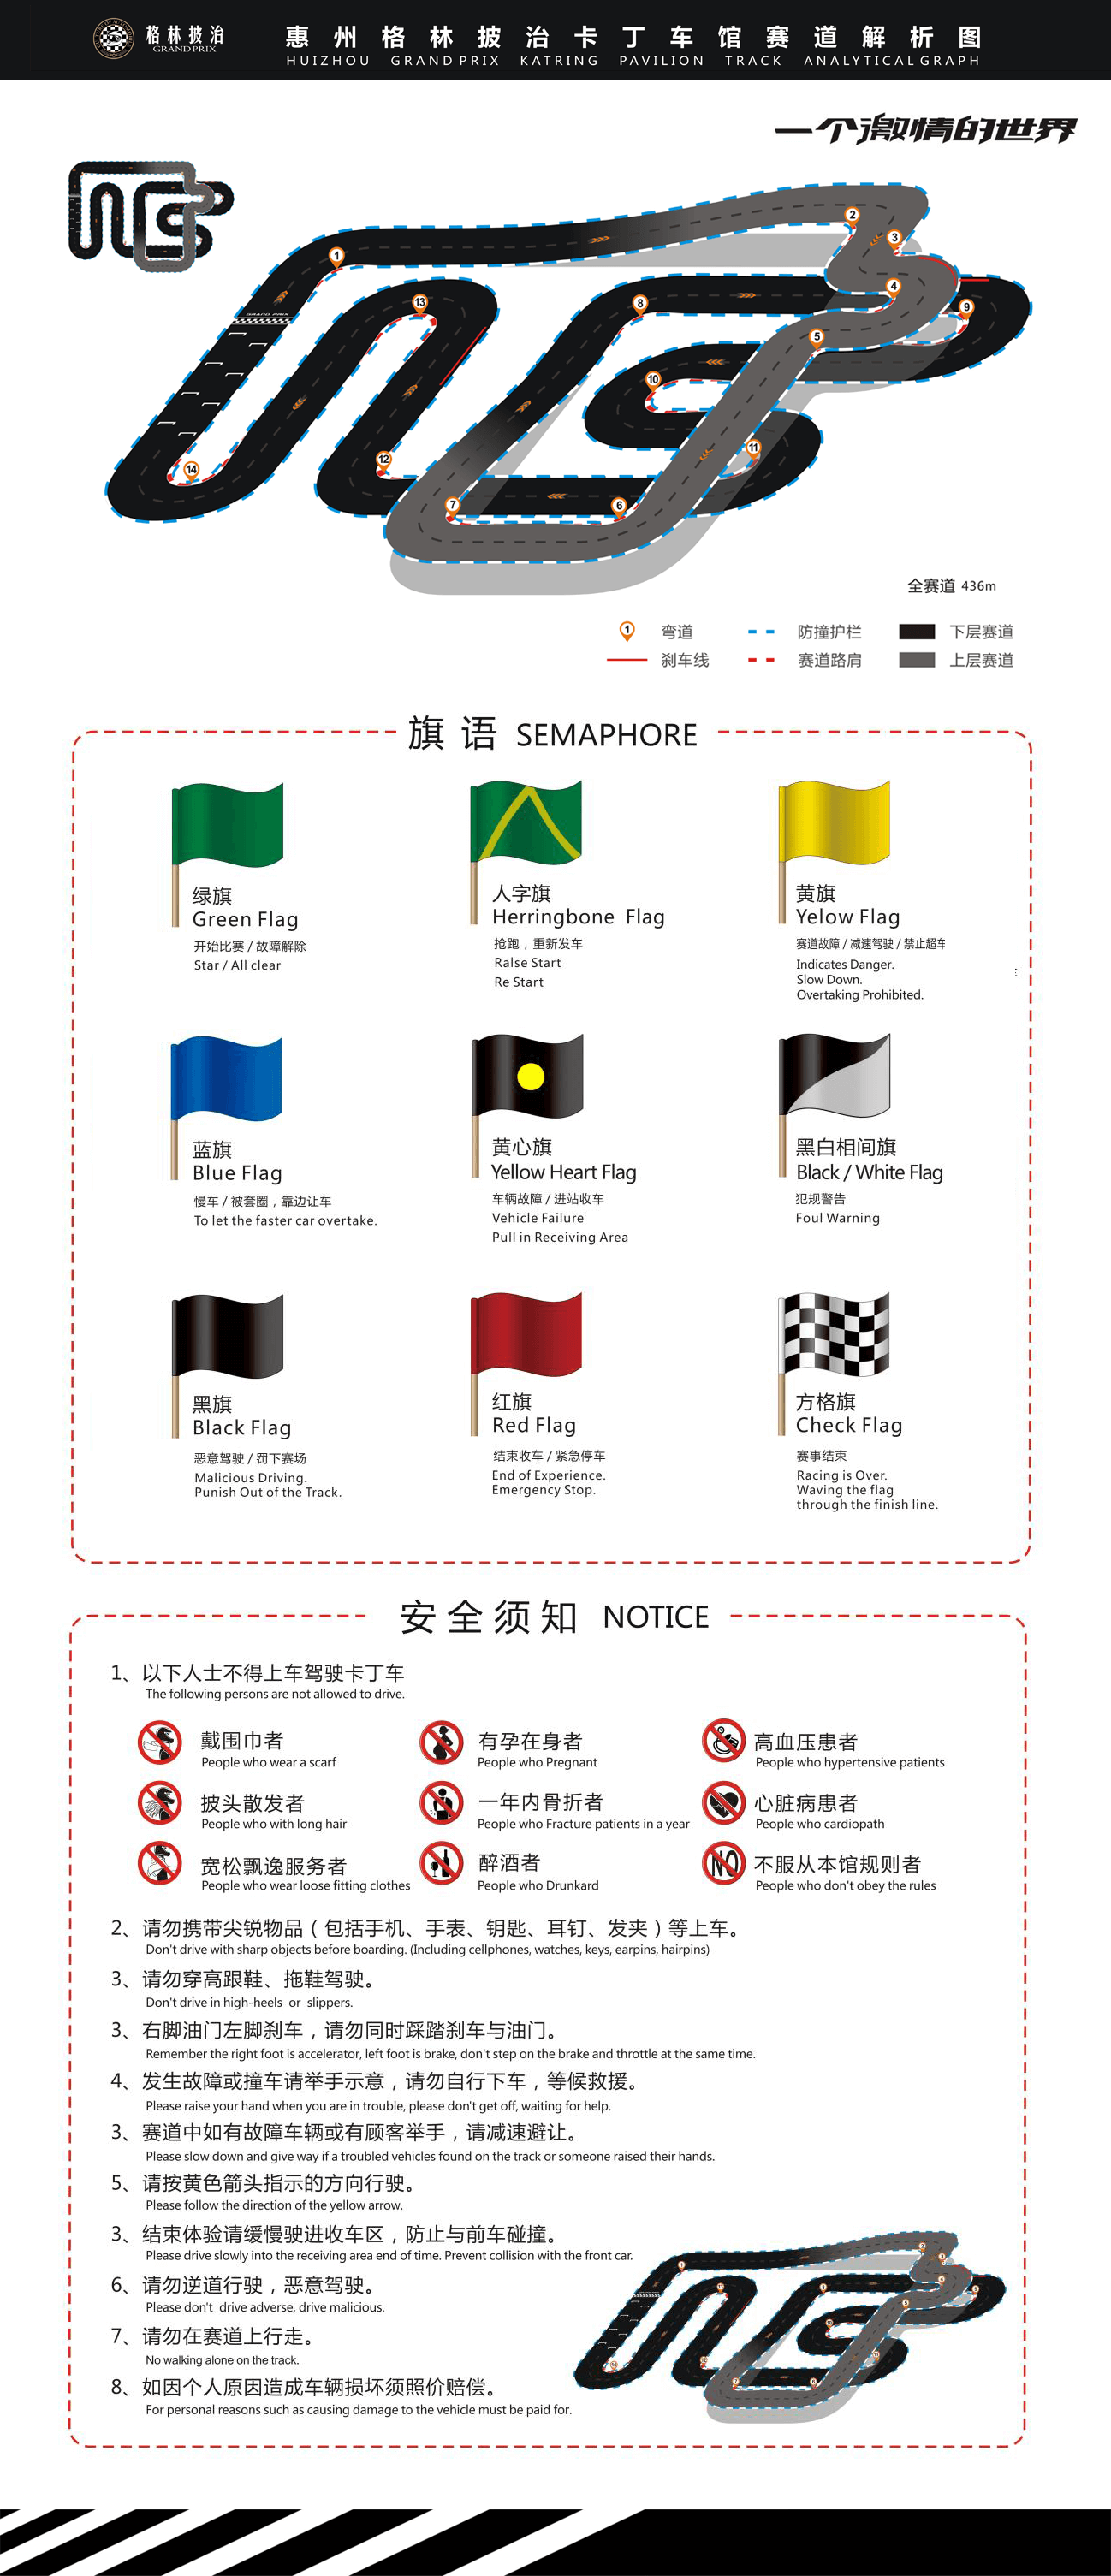 格林披治
GRAND PRIX
惠州格林披治卡丁车馆赛道解析图
HUIZHOU GRAND PRIX KATRING PAVILION TRACK ANALYTICAL GRAPH
一个激情的世界
1
2
3
4
5
6
7
8
9
10
11
12
13
14
GRAND PRIX
全赛道 436m
1 弯道
防撞护栏
下层赛道
刹车线
赛道路肩
上层赛道
旗 语 SEMAPHORE
绿旗
Green Flag
开始比赛 / 故障解除
Star / All clear
人字旗
Herringbone Flag
抢跑，重新发车
Ralse Start
Re Start
黄旗
Yelow Flag
赛道故障 / 减速驾驶 / 禁止超车
Indicates Danger.
Slow Down.
Overtaking Prohibited.
蓝旗
Blue Flag
慢车 / 被套圈，靠边让车
To let the faster car overtake.
黄心旗
Yellow Heart Flag
车辆故障 / 进站收车
Vehicle Failure
Pull in Receiving Area
黑白相间旗
Black / White Flag
犯规警告
Foul Warning
黑旗
Black Flag
恶意驾驶 / 罚下赛场
Malicious Driving.
Punish Out of the Track.
红旗
Red Flag
结束收车 / 紧急停车
End of Experience.
Emergency Stop.
方格旗
Check Flag
赛事结束
Racing is Over.
Waving the flag
through the finish line.
安全须知 NOTICE
1、以下人士不得上车驾驶卡丁车
The following persons are not allowed to drive.
戴围巾者
People who wear a scarf
有孕在身者
People who Pregnant
高血压患者
People who hypertensive patients
披头散发者
People who with long hair
一年内骨折者
People who Fracture patients in a year
心脏病患者
People who cardiopath
宽松飘逸服务者
People who wear loose fitting clothes
醉酒者
People who Drunkard
NO
不服从本馆规则者
People who don't obey the rules
2、请勿携带尖锐物品（包括手机、手表、钥匙、耳钉、发夹）等上车。
Don't drive with sharp objects before boarding. (Including cellphones, watches, keys, earpins, hairpins)
3、请勿穿高跟鞋、拖鞋驾驶。
Don't drive in high-heels or slippers.
3、右脚油门左脚刹车，请勿同时踩踏刹车与油门。
Remember the right foot is accelerator, left foot is brake, don't step on the brake and throttle at the same time.
4、发生故障或撞车请举手示意，请勿自行下车，等候救援。
Please raise your hand when you are in trouble, please don't get off, waiting for help.
3、赛道中如有故障车辆或有顾客举手，请减速避让。
Please slow down and give way if a troubled vehicles found on the track or someone raised their hands.
5、请按黄色箭头指示的方向行驶。
Please follow the direction of the yellow arrow.
3、结束体验请缓慢驶进收车区，防止与前车碰撞。
Please drive slowly into the receiving area end of time. Prevent collision with the front car.
6、请勿逆道行驶，恶意驾驶。
Please don't drive adverse, drive malicious.
7、请勿在赛道上行走。
No walking alone on the track.
8、如因个人原因造成车辆损坏须照价赔偿。
For personal reasons such as causing damage to the vehicle must be paid for.